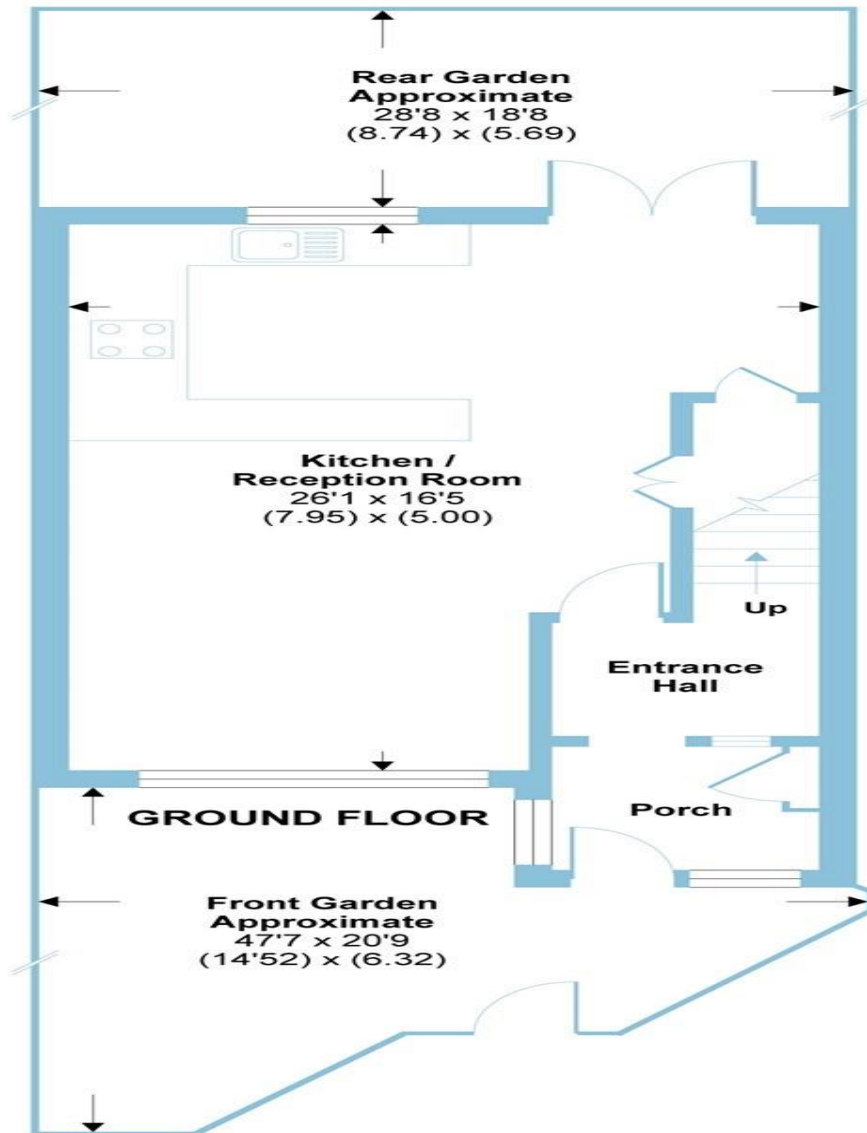 Rear Garden
Approximate
28'8 x 18'8
(8.74) x (5.69)
Kitchen /
Reception Room
26'1 x 16'5
(7.95) x (5.00)
Up
Entrance
Hall
Porch
GROUND FLOOR
Front Garden
Approximate
47'7 x 20'9
(14'52) x (6.32)